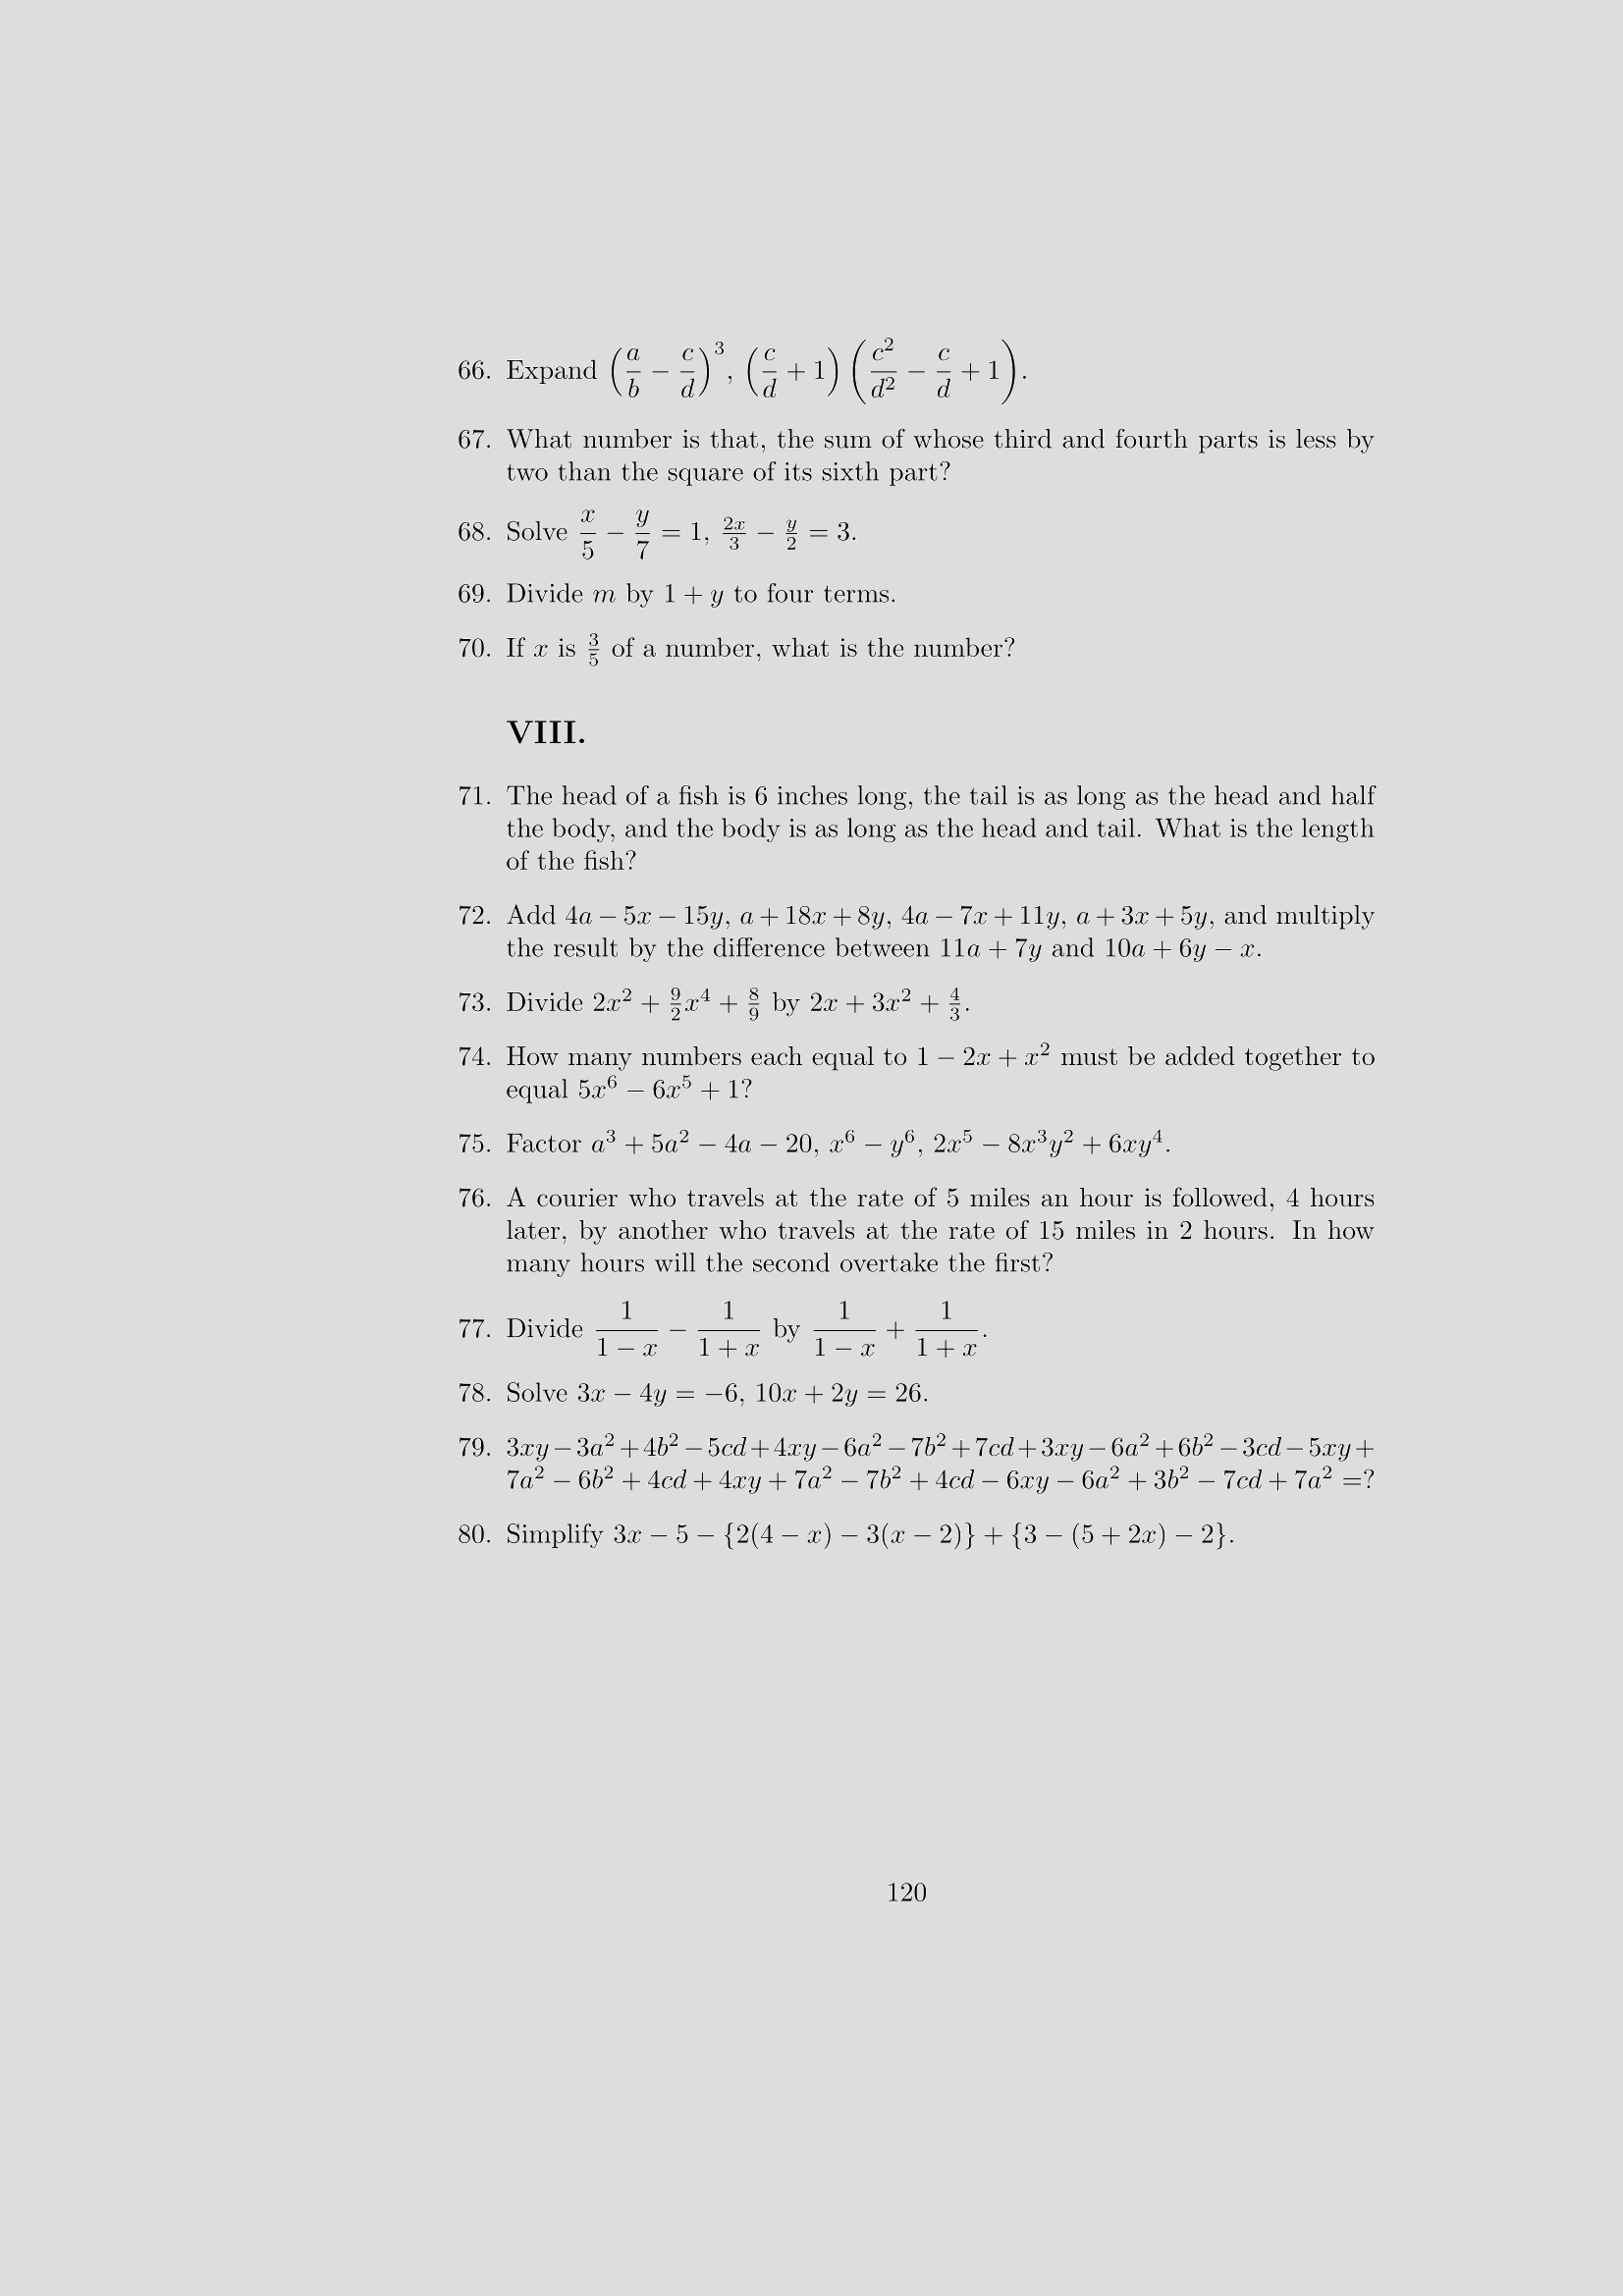 66. Expand $\left(\dfrac{a}{b} - \dfrac{c}{d}\right)^3$, $\left(\dfrac{c}{d} + 1\right)\left(\dfrac{c^2}{d^2} - \dfrac{c}{d} + 1\right)$.
67. What number is that, the sum of whose third and fourth parts is less by
two than the square of its sixth part?
68. Solve $\dfrac{x}{5} - \dfrac{y}{7} = 1$, $\frac{2x}{3} - \frac{y}{2} = 3$.
69. Divide $m$ by $1 + y$ to four terms.
70. If $x$ is $\frac{3}{5}$ of a number, what is the number?
VIII.
71. The head of a fish is 6 inches long, the tail is as long as the head and half
the body, and the body is as long as the head and tail. What is the length
of the fish?
72. Add $4a - 5x - 15y$, $a + 18x + 8y$, $4a - 7x + 11y$, $a + 3x + 5y$, and multiply
the result by the difference between $11a + 7y$ and $10a + 6y - x$.
73. Divide $2x^2 + \frac{9}{2}x^4 + \frac{8}{9}$ by $2x + 3x^2 + \frac{4}{3}$.
74. How many numbers each equal to $1 - 2x + x^2$ must be added together to
equal $5x^6 - 6x^5 + 1$?
75. Factor $a^3 + 5a^2 - 4a - 20$, $x^6 - y^6$, $2x^5 - 8x^3y^2 + 6xy^4$.
76. A courier who travels at the rate of 5 miles an hour is followed, 4 hours
later, by another who travels at the rate of 15 miles in 2 hours. In how
many hours will the second overtake the first?
77. Divide $\dfrac{1}{1 - x} - \dfrac{1}{1 + x}$ by $\dfrac{1}{1 - x} + \dfrac{1}{1 + x}$.
78. Solve $3x - 4y = -6$, $10x + 2y = 26$.
79. $3xy - 3a^2 + 4b^2 - 5cd + 4xy - 6a^2 - 7b^2 + 7cd + 3xy - 6a^2 + 6b^2 - 3cd - 5xy +$
$7a^2 - 6b^2 + 4cd + 4xy + 7a^2 - 7b^2 + 4cd - 6xy - 6a^2 + 3b^2 - 7cd + 7a^2 =$?
80. Simplify $3x - 5 - \{2(4 - x) - 3(x - 2)\} + \{3 - (5 + 2x) - 2\}$.
120